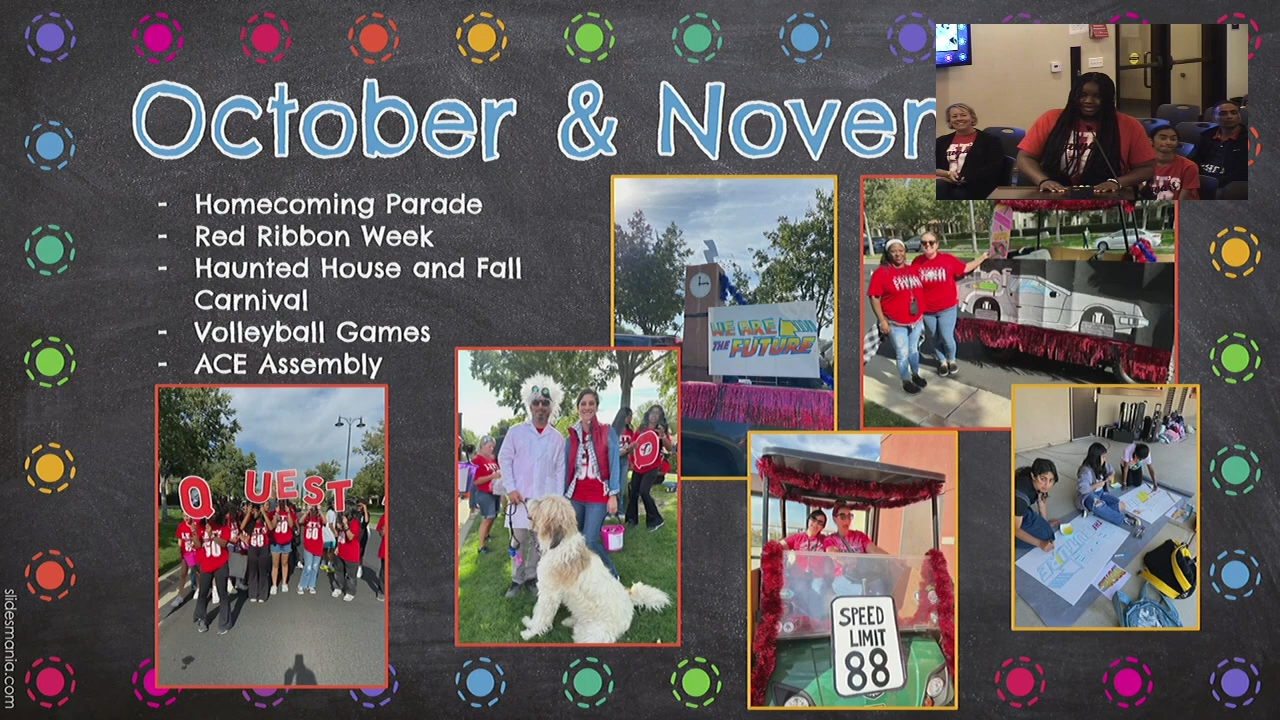 October & Novem
- Homecoming Parade
- Red Ribbon Week
- Haunted House and Fall
Carnival
- Volleyball Games
- ACE Assembly
WE ARE
THE FUTURE
QUEST
SPEED
LIMIT
88
slidesmania.com